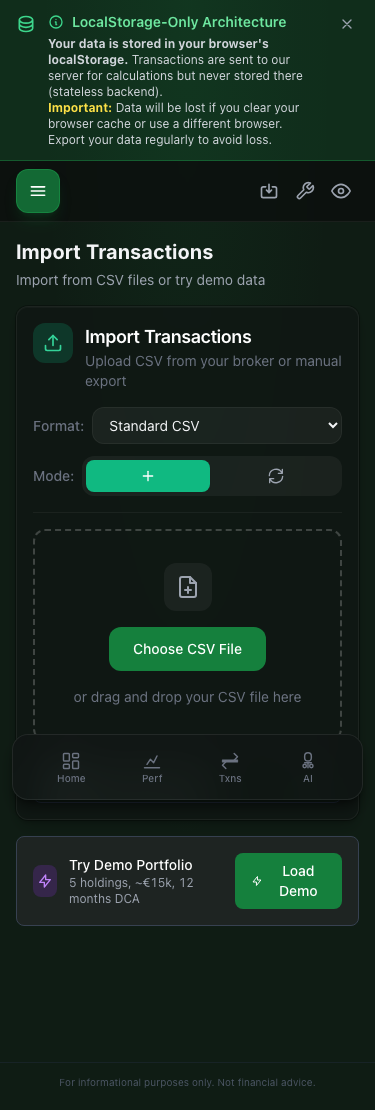 LocalStorage-Only Architecture
Your data is stored in your browser's
localStorage. Transactions are sent to our
server for calculations but never stored there
(stateless backend).
Important: Data will be lost if you clear your
browser cache or use a different browser.
Export your data regularly to avoid loss.
Import Transactions
Import from CSV files or try demo data
Import Transactions
Upload CSV from your broker or manual
export
Format: Standard CSV
Mode:
Choose CSV File
or drag and drop your CSV file here
Home Perf Txns AI
Try Demo Portfolio
5 holdings, ~€15k, 12
months DCA
Load
Demo
For informational purposes only. Not financial advice.